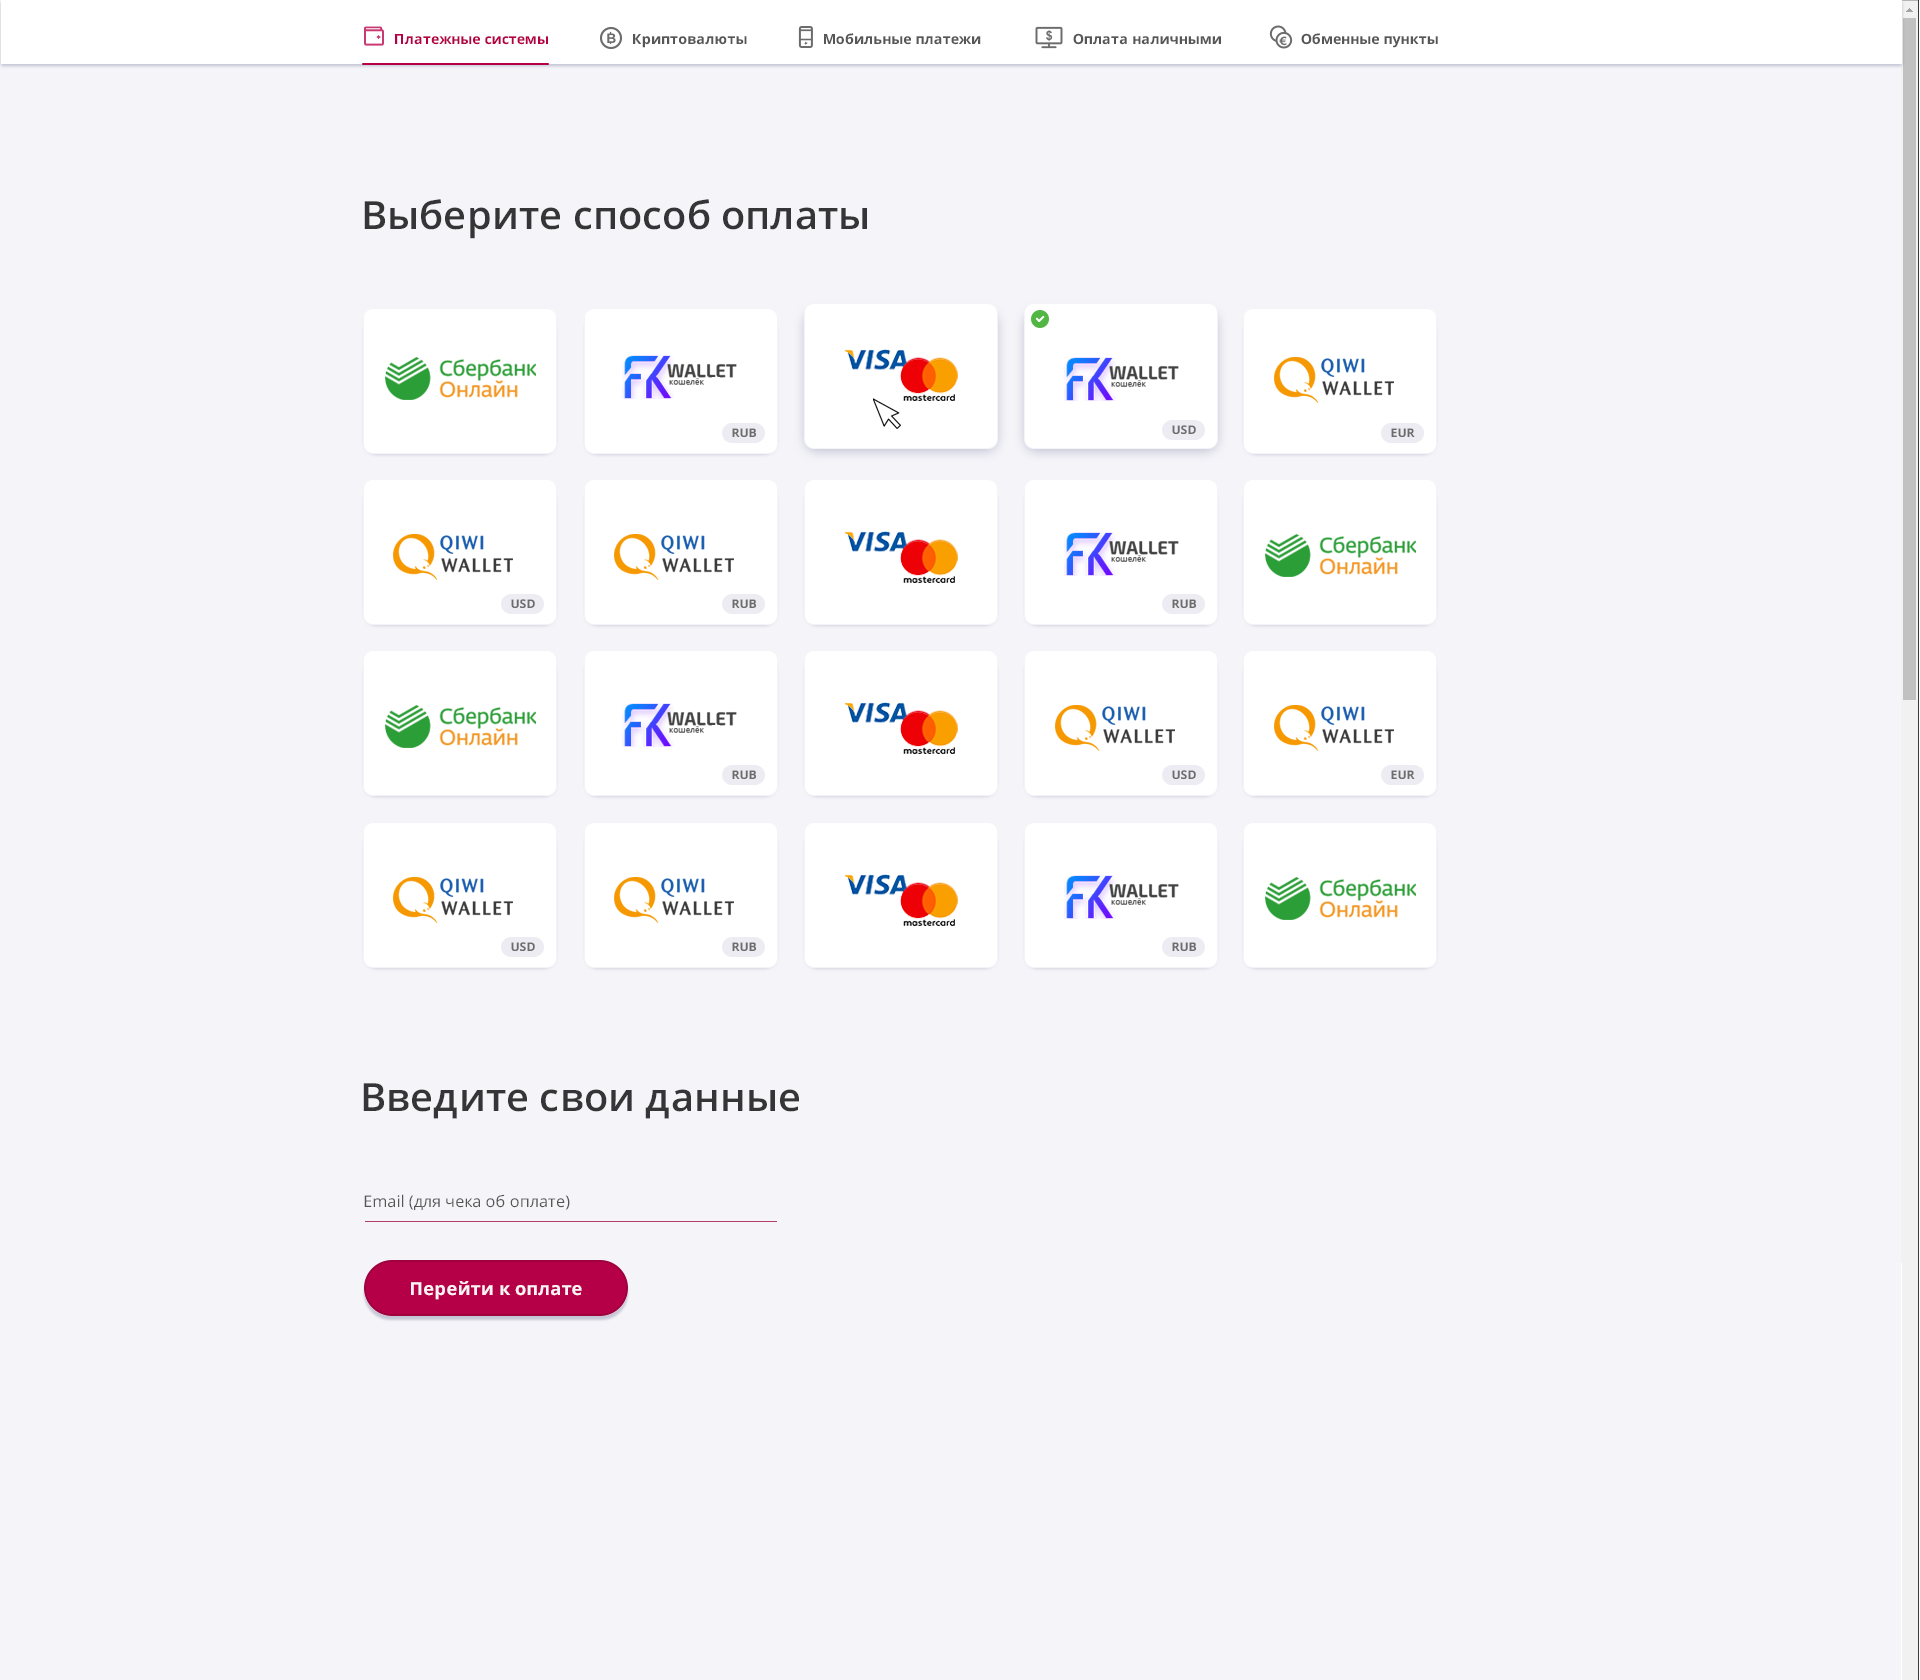 Платежные системы
Криптовалюты
Мобильные платежи
Оплата наличными
Обменные пункты
Выберите способ оплаты
Сбербанк
Онлайн
FK WALLET
кошелёк
RUB
VISA
mastercard
FK WALLET
кошелёк
USD
QIWI
WALLET
EUR
QIWI
WALLET
USD
QIWI
WALLET
RUB
VISA
mastercard
FK WALLET
кошелёк
RUB
Сбербанк
Онлайн
Сбербанк
Онлайн
FK WALLET
кошелёк
RUB
VISA
mastercard
QIWI
WALLET
USD
QIWI
WALLET
EUR
QIWI
WALLET
USD
QIWI
WALLET
RUB
VISA
mastercard
FK WALLET
кошелёк
RUB
Сбербанк
Онлайн
Введите свои данные
Email (для чека об оплате)
Перейти к оплате